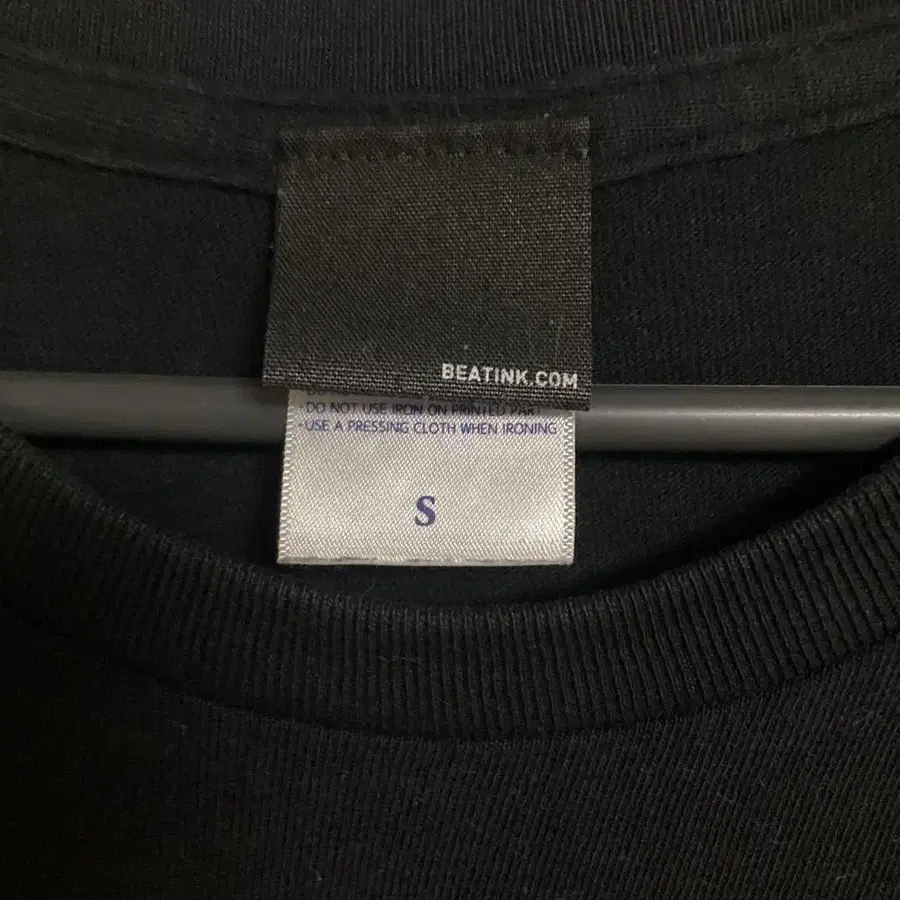 BEATINK.COM
· DO NOT USE IRON ON PRINTED PART
· USE A PRESSING CLOTH WHEN IRONING
S